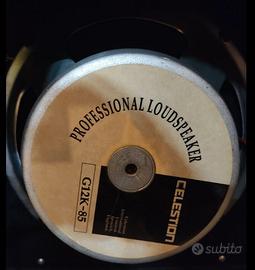 PROFESSIONAL LOUDSPEAKER
G12K-85
CELESTION
subito